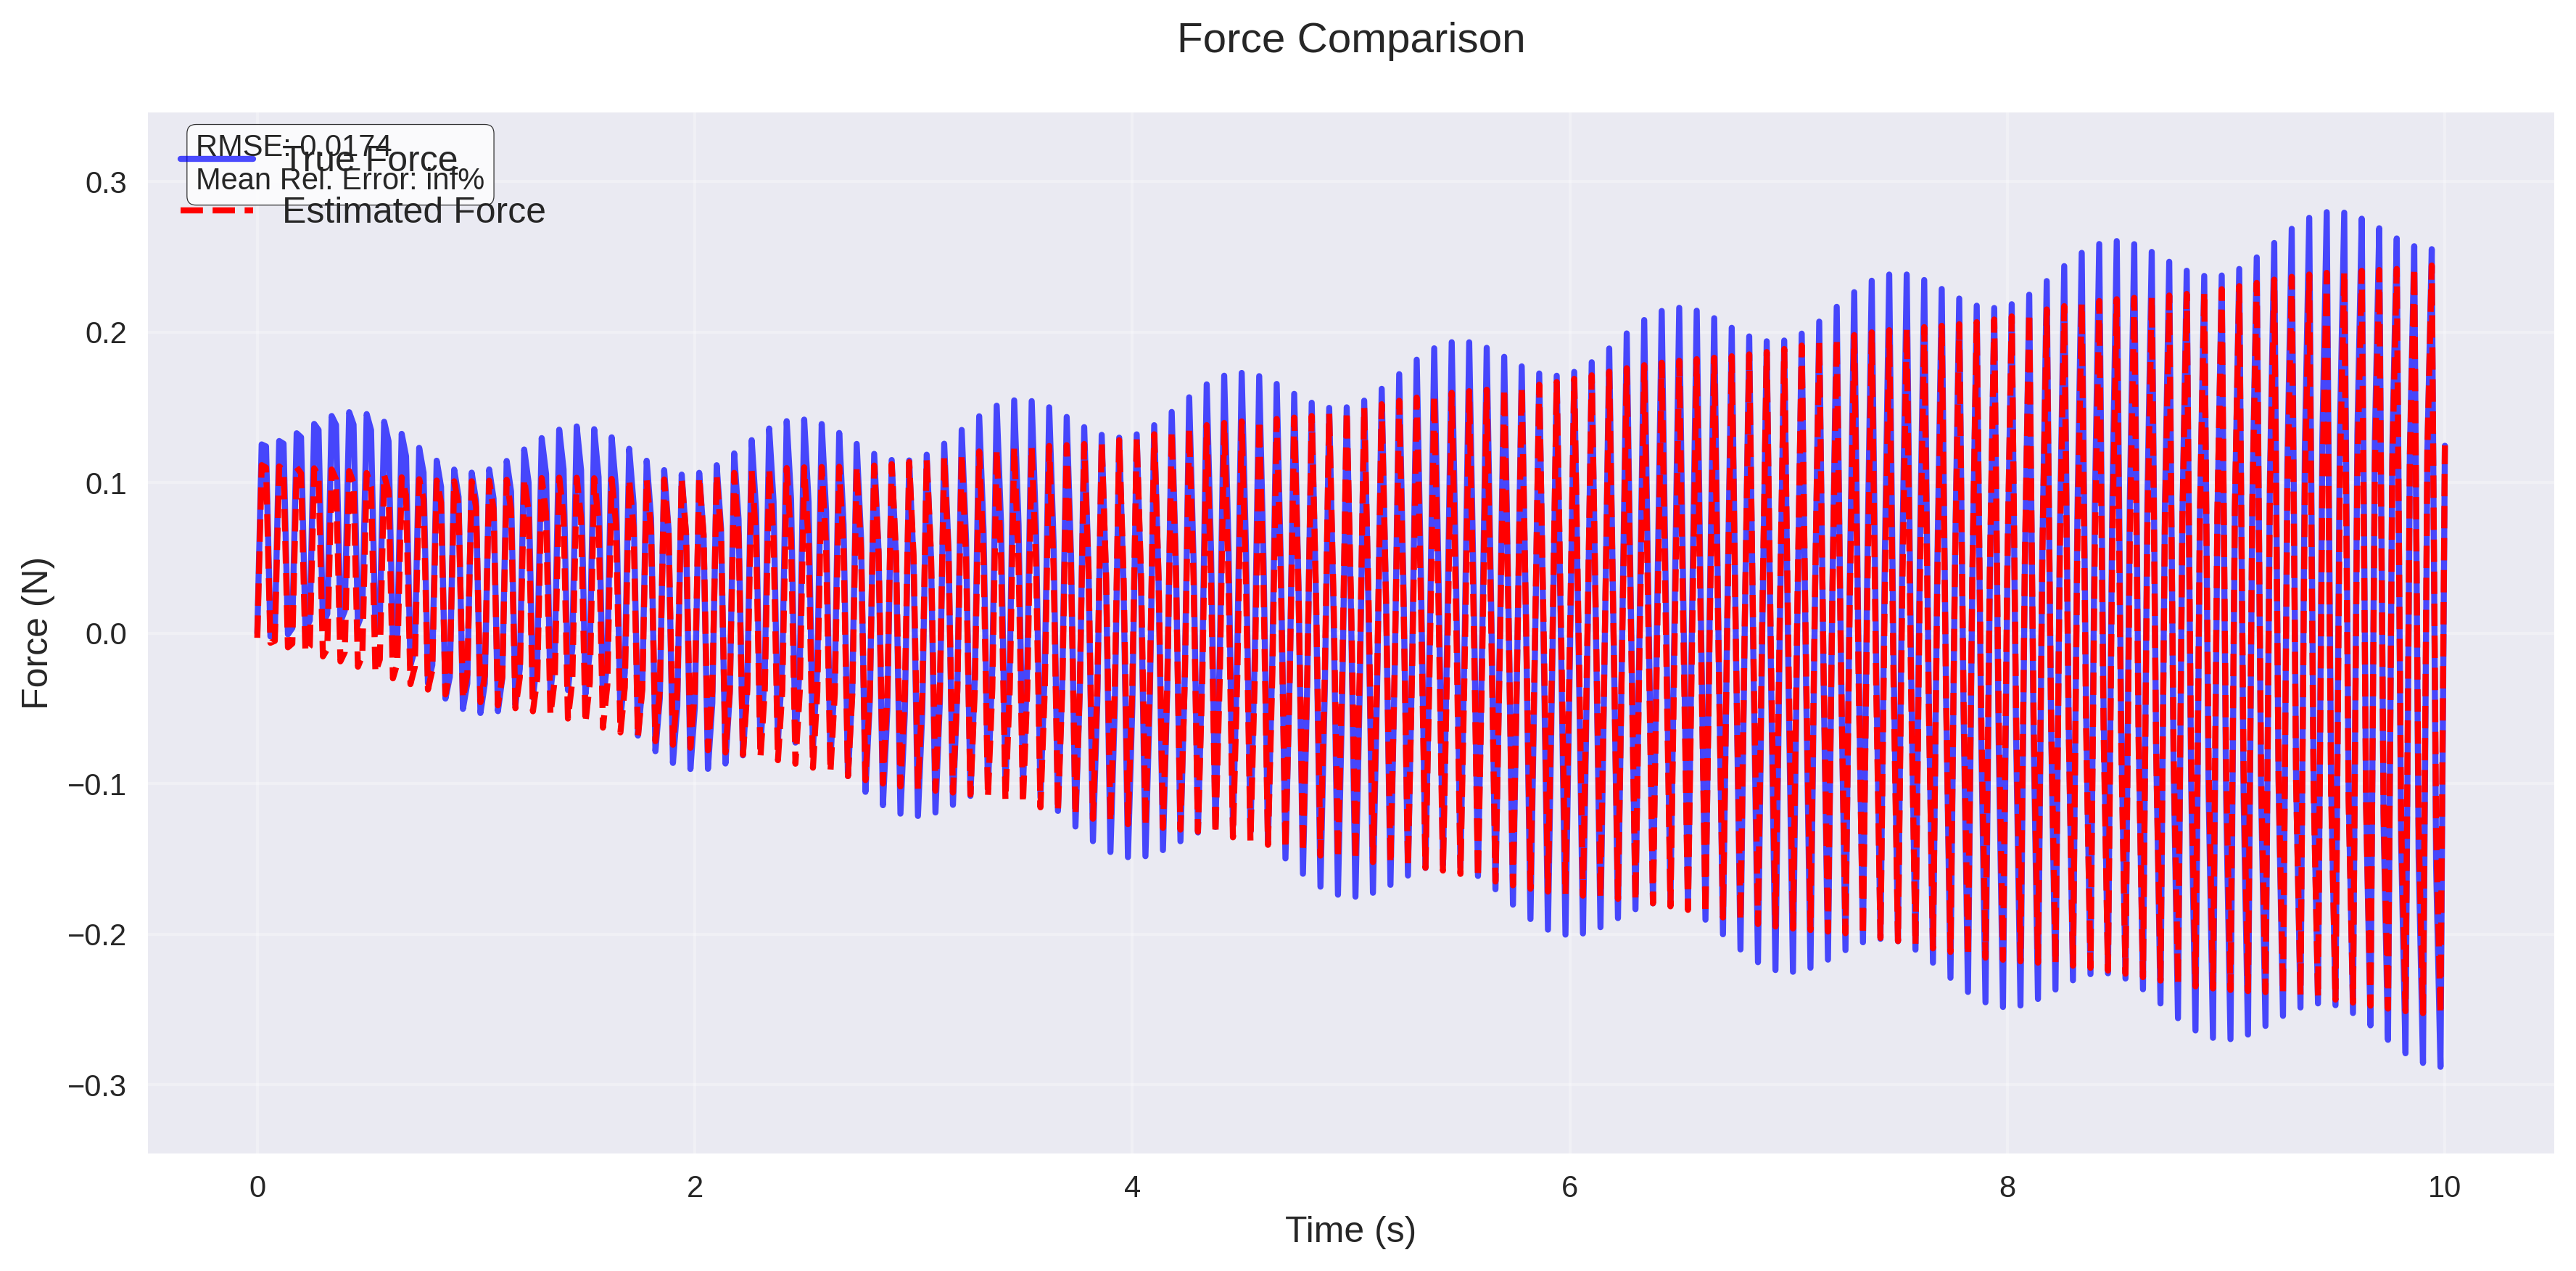 Force Comparison
RMSE: 0.0174
True Force
Mean Rel. Error: inf%
Estimated Force
0.3
0.2
0.1
0.0
−0.1
−0.2
−0.3
Force (N)
0 2 4 6 8 10
Time (s)